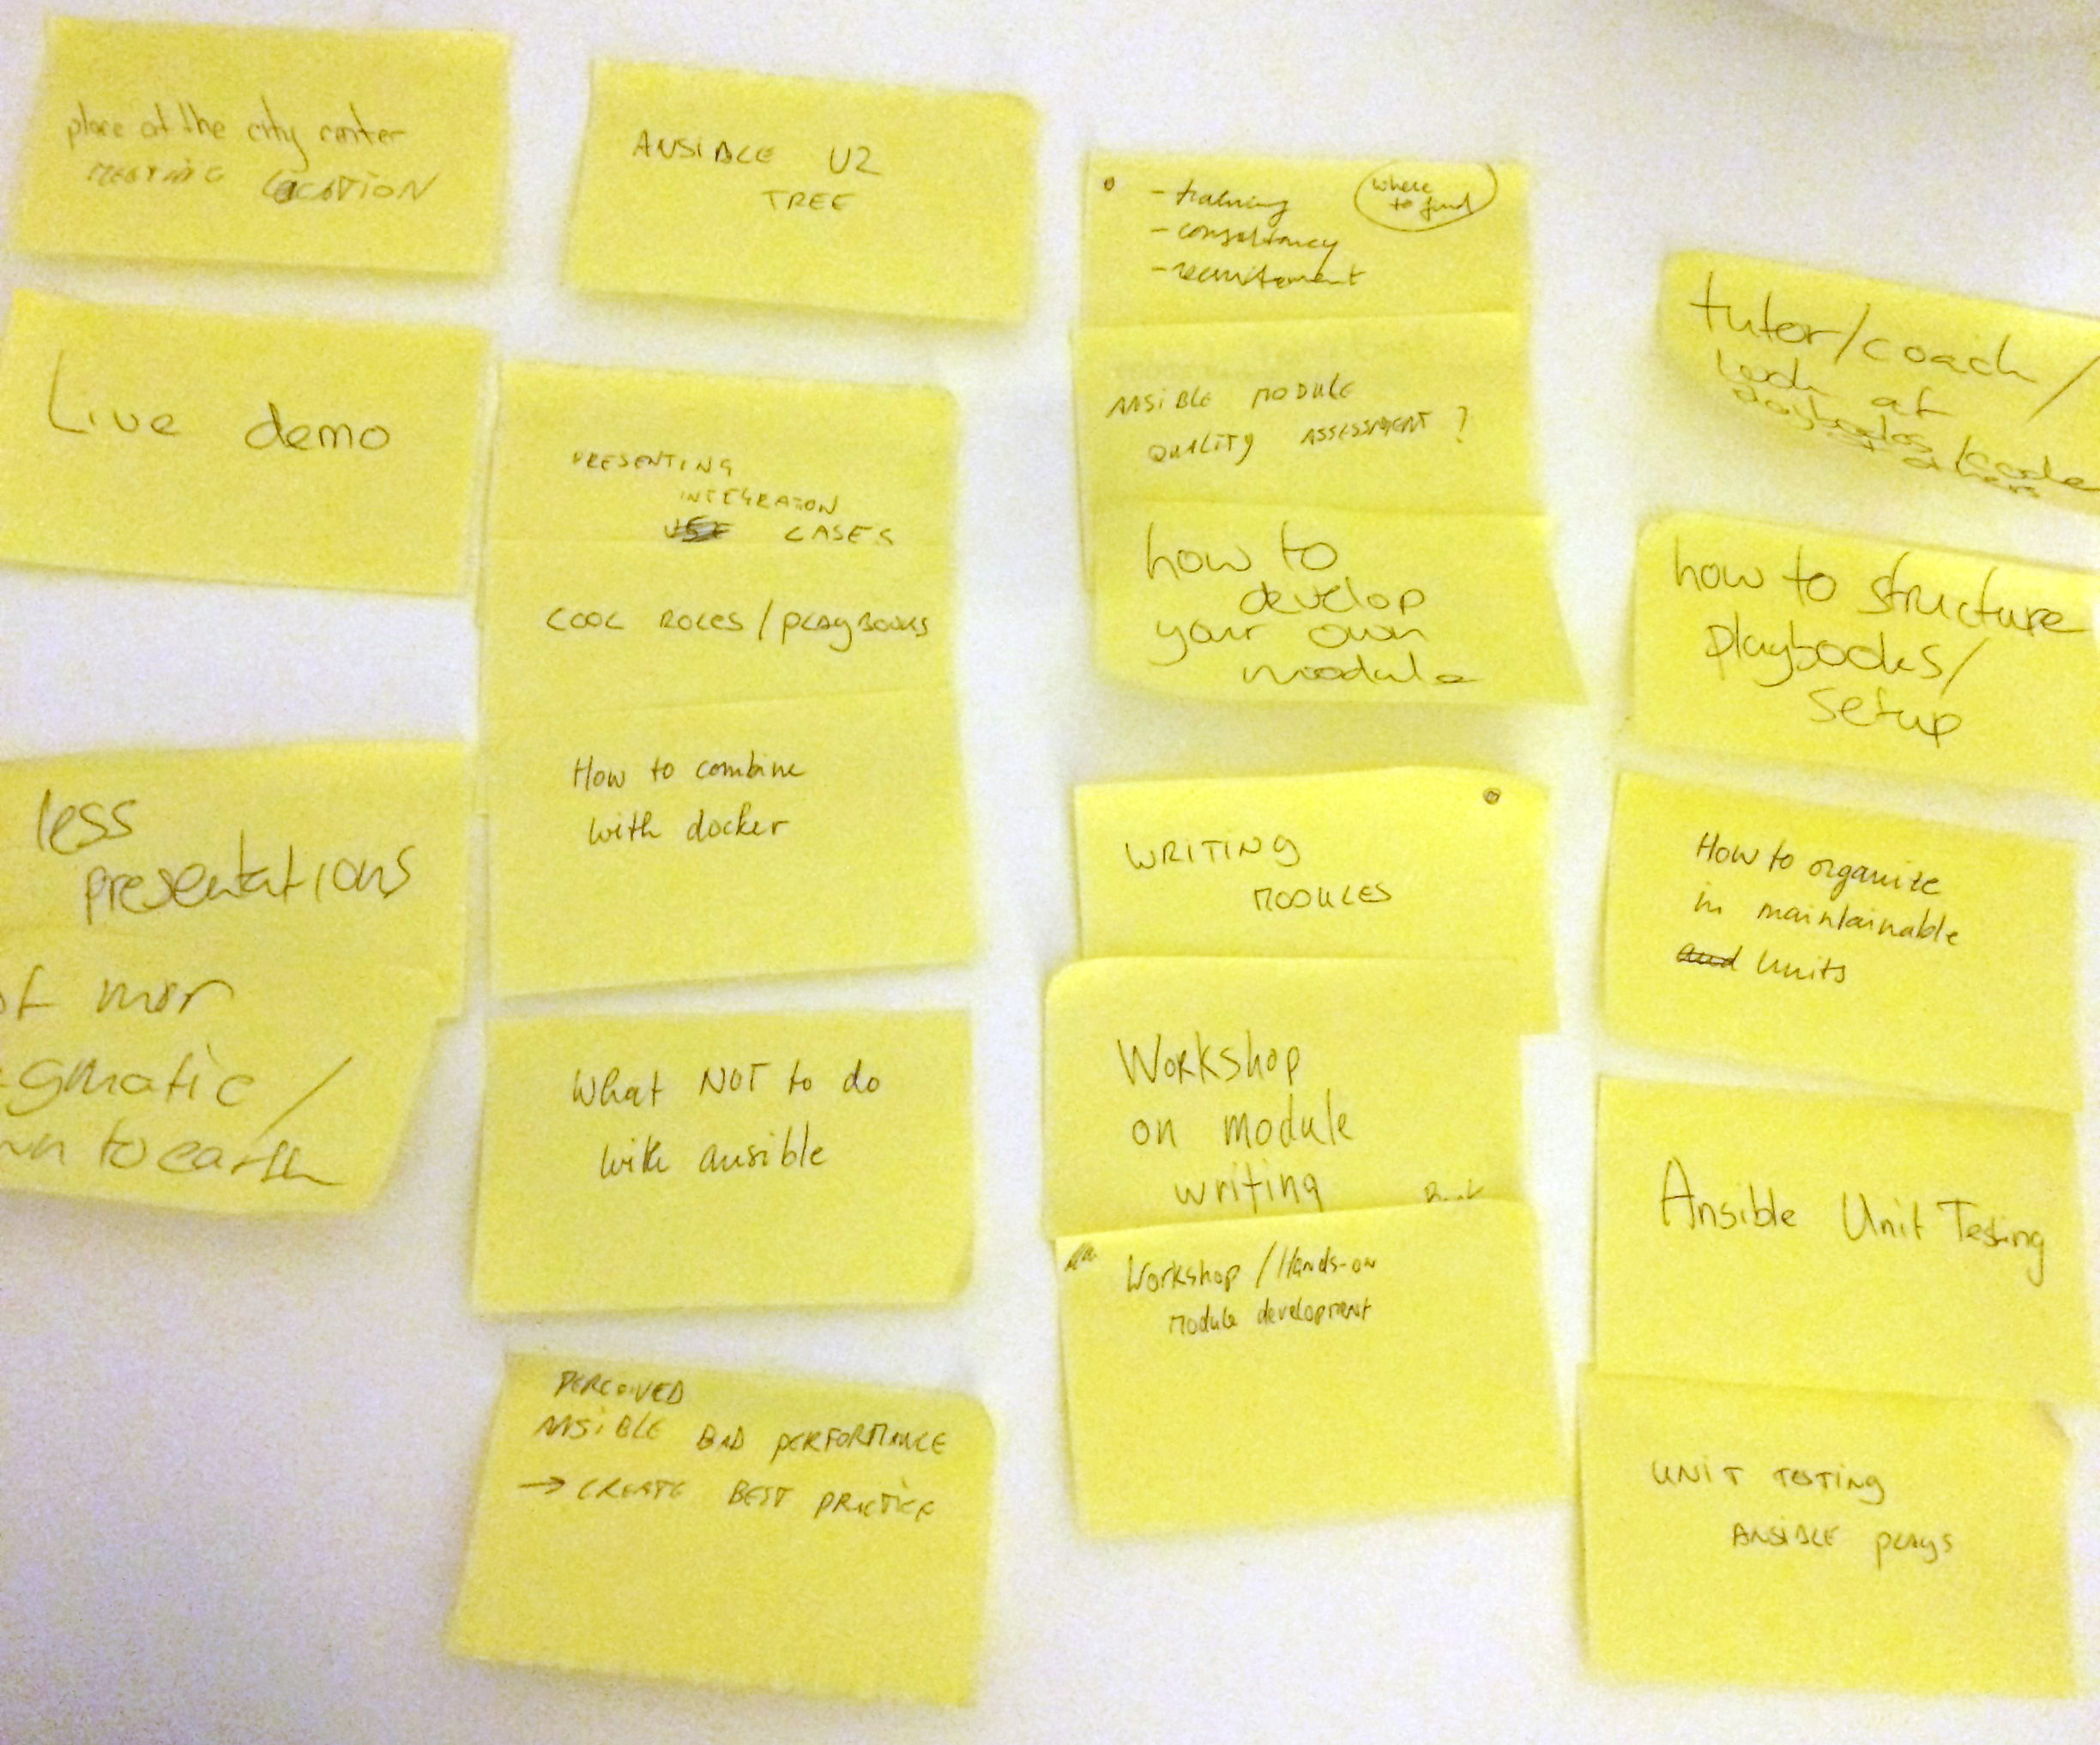 place at the city center
MEETING LOCATION
Live demo
less
presentations
mor
gmatic /
wn to earth
ANSIBLE V2
TREE
PRESENTING
INTEGRATION
USE CASES
COOL ROLES / PLAYBOOKS
How to combine
with docker
What NOT to do
with ansible
PERCEIVED
ANSIBLE BAD PERFORMANCE
→ CREATE BEST PRACTICE
- training
- consultancy
- recruitement
where
to find
ANSIBLE MODULE
QUALITY ASSESSMENT ?
how to
develop
your own
module
WRITING
MODULES
Workshop
on module
writing
Workshop / Hands-on
Module development
tutor/coach/
look at
playbooks/code
others
how to structure
playbooks/
setup
How to organize
in maintainable
and units
Ansible Unit Testing
UNIT TESTING
ANSIBLE PLAYS